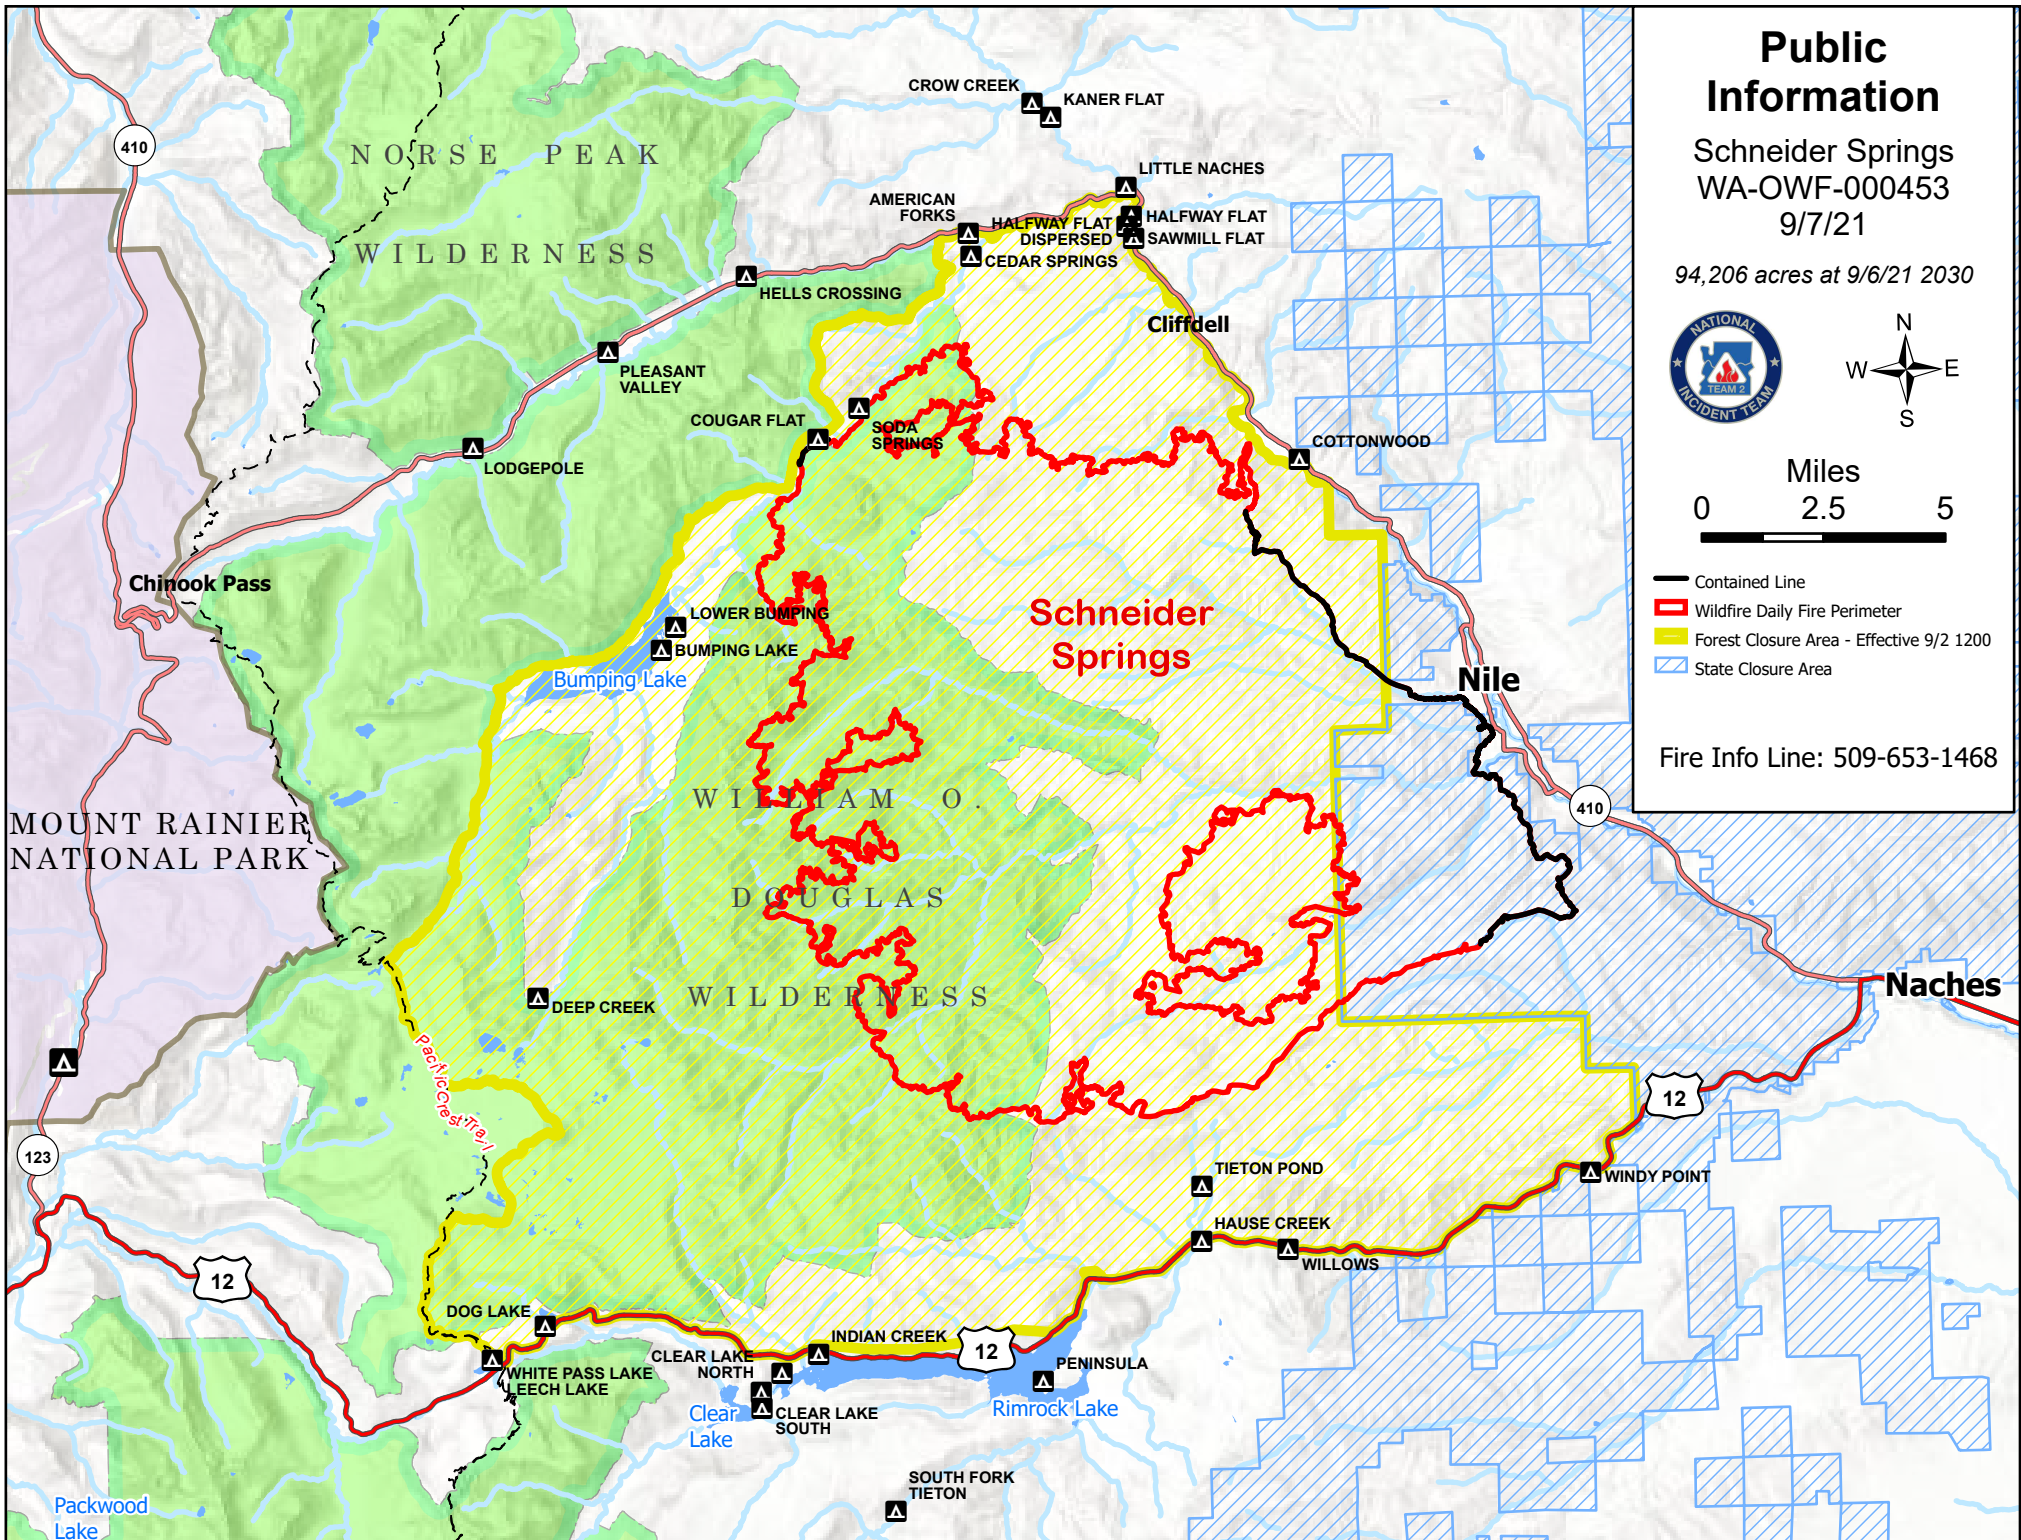 Public
Information
Schneider Springs
WA-OWF-000453
9/7/21
94,206 acres at 9/6/21 2030
NATIONAL
TEAM 2
INCIDENT TEAM
N
W
E
S
Miles
0 2.5 5
Contained Line
Wildfire Daily Fire Perimeter
Forest Closure Area - Effective 9/2 1200
State Closure Area
Fire Info Line: 509-653-1468
CROW CREEK
KANER FLAT
410
NORSE PEAK
WILDERNESS
LITTLE NACHES
AMERICAN
FORKS
HALFWAY FLAT
HALFWAY FLAT
DISPERSED
SAWMILL FLAT
CEDAR SPRINGS
HELLS CROSSING
Cliffdell
PLEASANT
VALLEY
COUGAR FLAT
SODA
SPRINGS
COTTONWOOD
LODGEPOLE
Chinook Pass
Schneider
Springs
LOWER BUMPING
BUMPING LAKE
Bumping Lake
Nile
WILLIAM O.
DOUGLAS
WILDERNESS
410
MOUNT RAINIER
NATIONAL PARK
Naches
DEEP CREEK
Pacific Crest Trail
12
123
TIETON POND
WINDY POINT
HAUSE CREEK
WILLOWS
12
DOG LAKE
INDIAN CREEK
12
CLEAR LAKE
NORTH
PENINSULA
WHITE PASS LAKE
LEECH LAKE
CLEAR LAKE
SOUTH
Clear
Lake
Rimrock Lake
SOUTH FORK
TIETON
Packwood
Lake